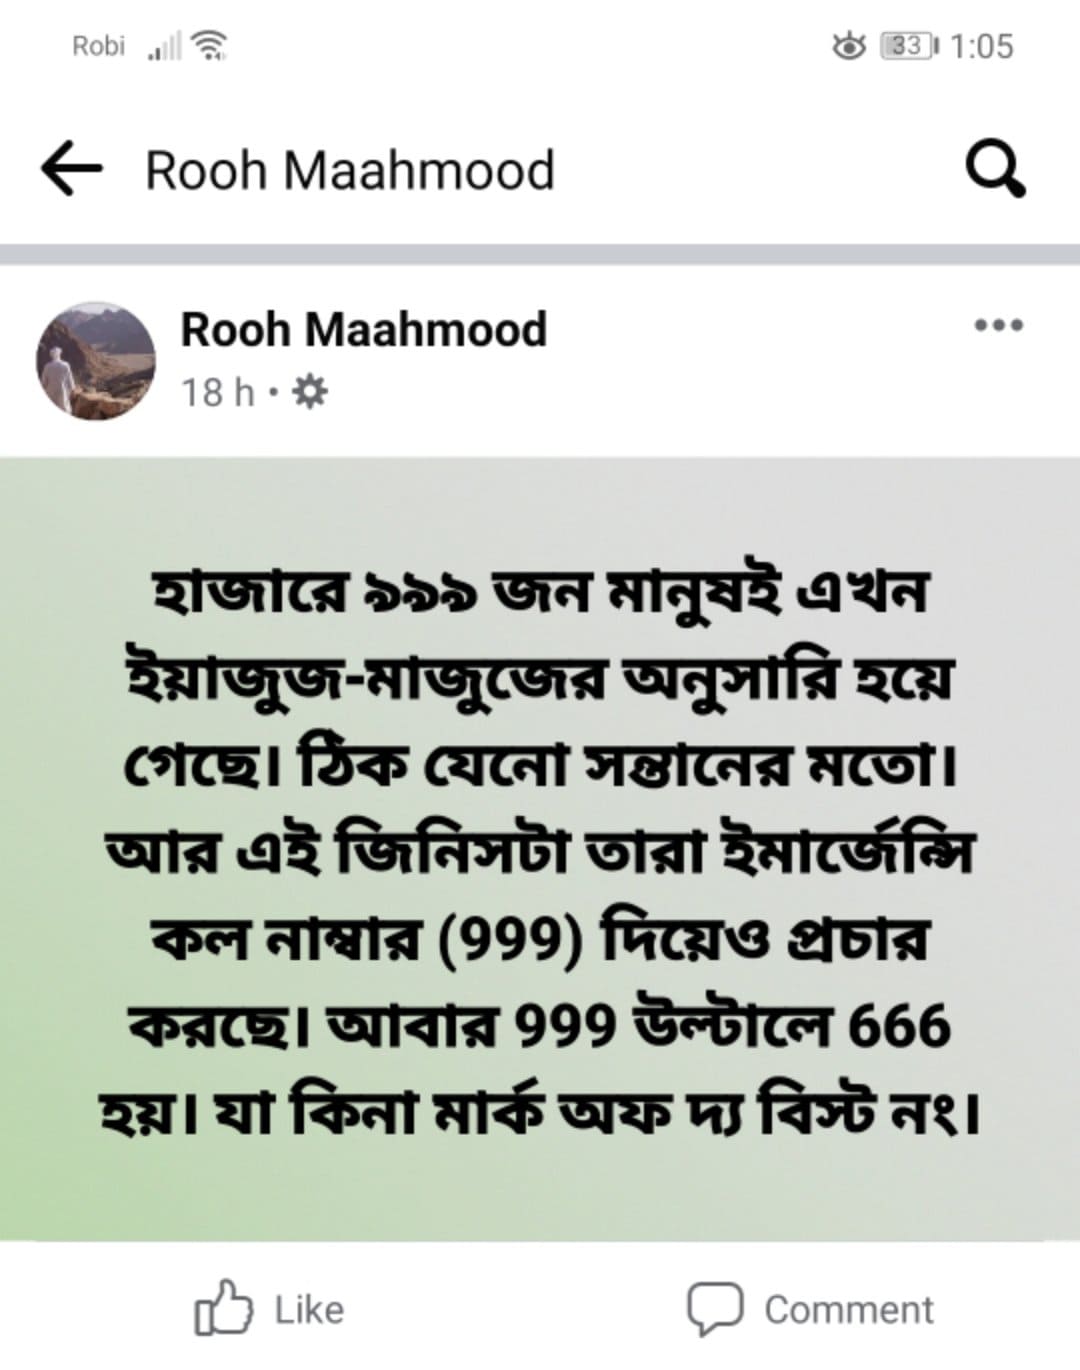 Robi 33 1:05
Rooh Maahmood
Rooh Maahmood
18 h •
হাজারে ৯৯৯ জন মানুষই এখন
ইয়াজুজ-মাজুজের অনুসারি হয়ে
গেছে। ঠিক যেনো সন্তানের মতো।
আর এই জিনিসটা তারা ইমার্জেন্সি
কল নাম্বার (999) দিয়েও প্রচার
করছে। আবার 999 উল্টালে 666
হয়। যা কিনা মার্ক অফ দ্য বিস্ট নং।
Like Comment